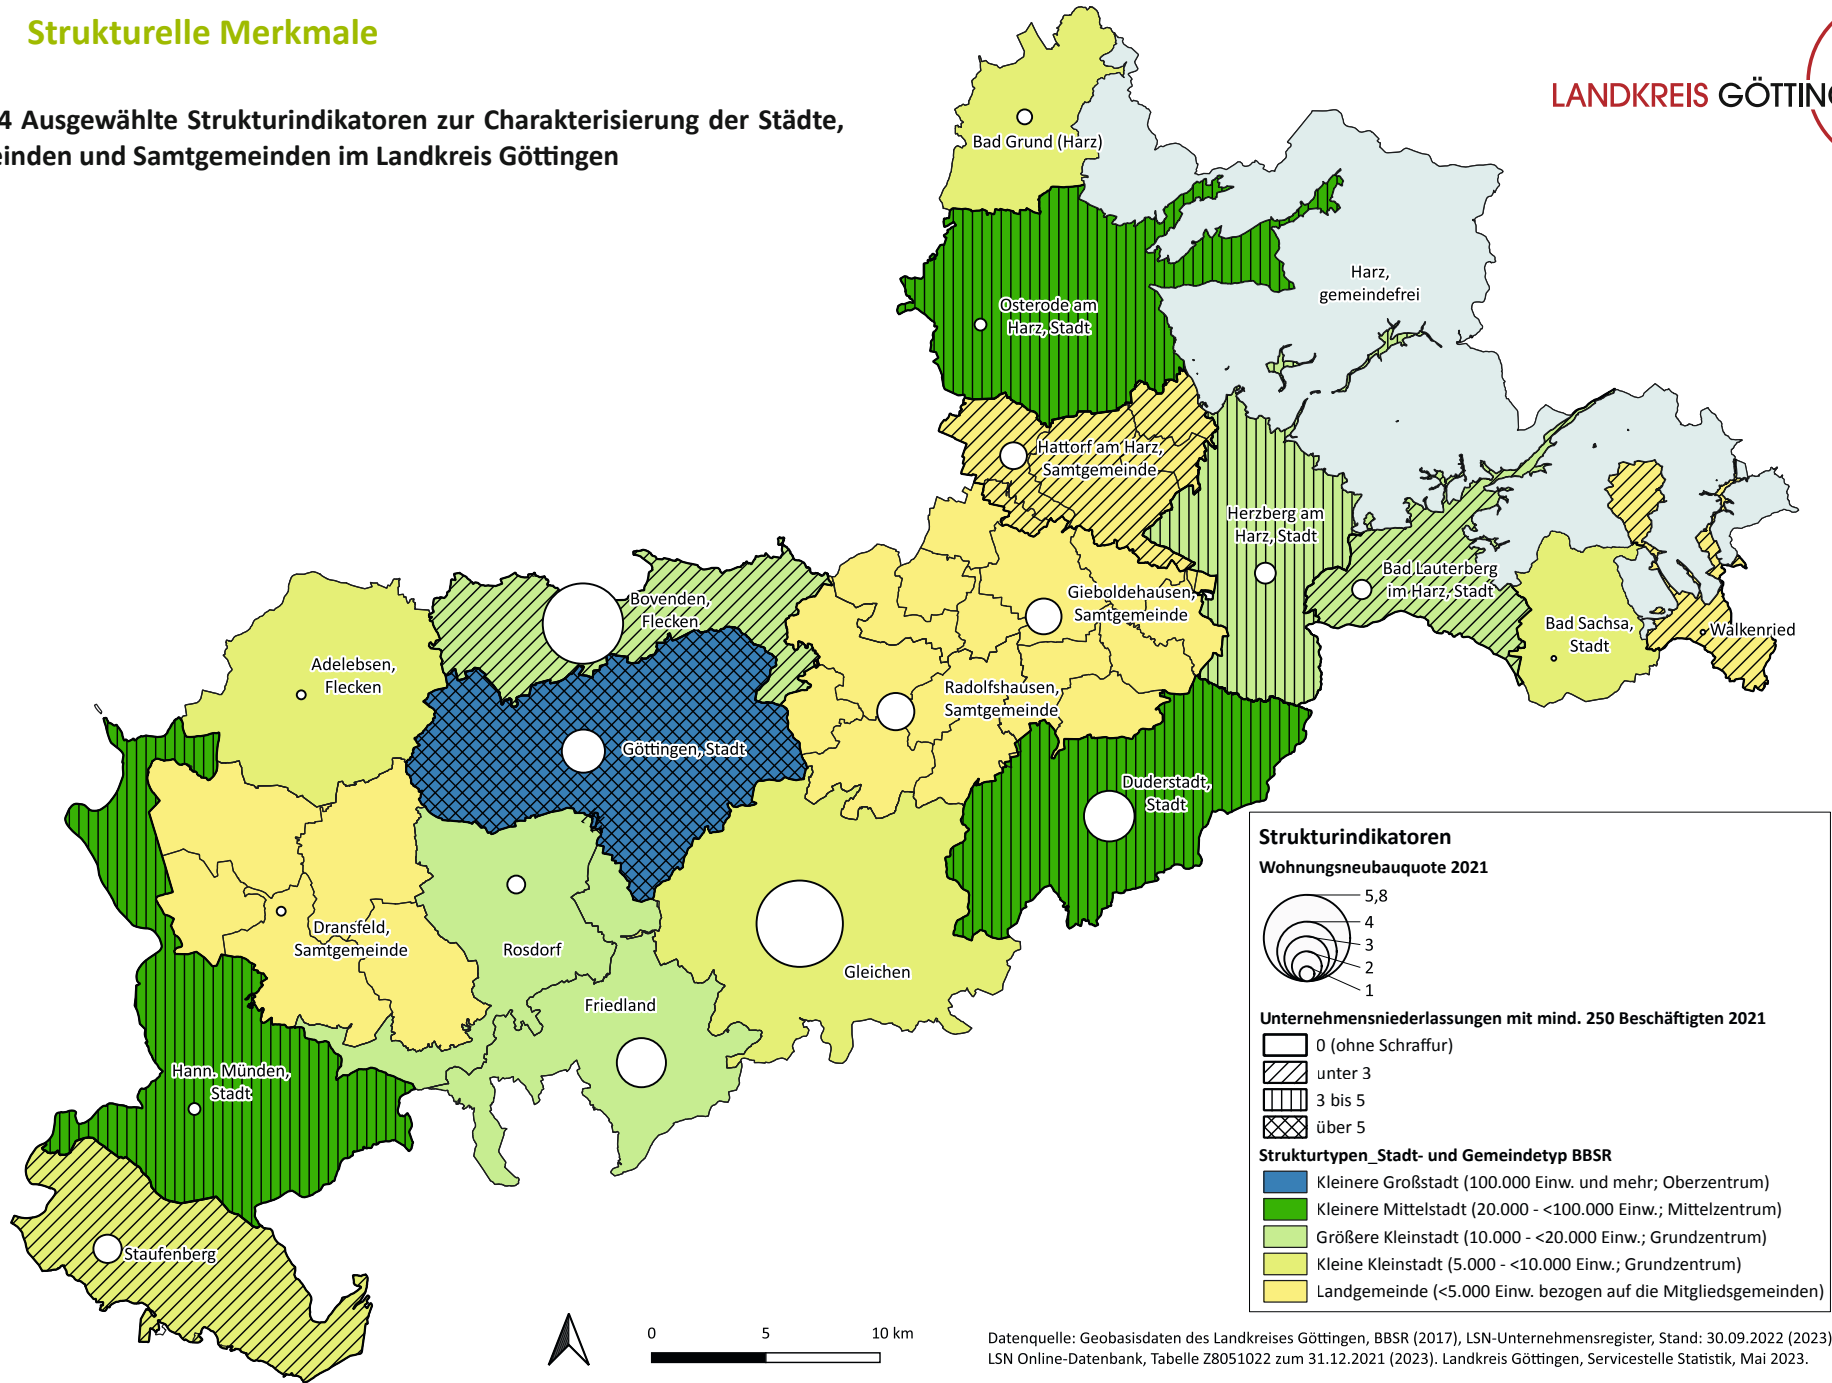 Strukturelle Merkmale
4 Ausgewählte Strukturindikatoren zur Charakterisierung der Städte,
einden und Samtgemeinden im Landkreis Göttingen
LANDKREIS GÖTTIN
Bad Grund (Harz)
Harz,
gemeindefrei
Osterode am
Harz, Stadt
Hattorf am Harz,
Samtgemeinde
Herzberg am
Harz, Stadt
Bad Lauterberg
im Harz, Stadt
Bad Sachsa,
Stadt
Walkenried
Gieboldehausen,
Samtgemeinde
Bovenden,
Flecken
Adelebsen,
Flecken
Radolfshausen,
Samtgemeinde
Göttingen, Stadt
Duderstadt,
Stadt
Dransfeld,
Samtgemeinde
Rosdorf
Gleichen
Friedland
Hann. Münden,
Stadt
Staufenberg
Strukturindikatoren
Wohnungsneubauquote 2021
5,8
4
3
2
1
Unternehmensniederlassungen mit mind. 250 Beschäftigten 2021
0 (ohne Schraffur)
unter 3
3 bis 5
über 5
Strukturtypen_Stadt- und Gemeindetyp BBSR
Kleinere Großstadt (100.000 Einw. und mehr; Oberzentrum)
Kleinere Mittelstadt (20.000 - <100.000 Einw.; Mittelzentrum)
Größere Kleinstadt (10.000 - <20.000 Einw.; Grundzentrum)
Kleine Kleinstadt (5.000 - <10.000 Einw.; Grundzentrum)
Landgemeinde (<5.000 Einw. bezogen auf die Mitgliedsgemeinden)
0 5 10 km
Datenquelle: Geobasisdaten des Landkreises Göttingen, BBSR (2017), LSN-Unternehmensregister, Stand: 30.09.2022 (2023)
LSN Online-Datenbank, Tabelle Z8051022 zum 31.12.2021 (2023). Landkreis Göttingen, Servicestelle Statistik, Mai 2023.